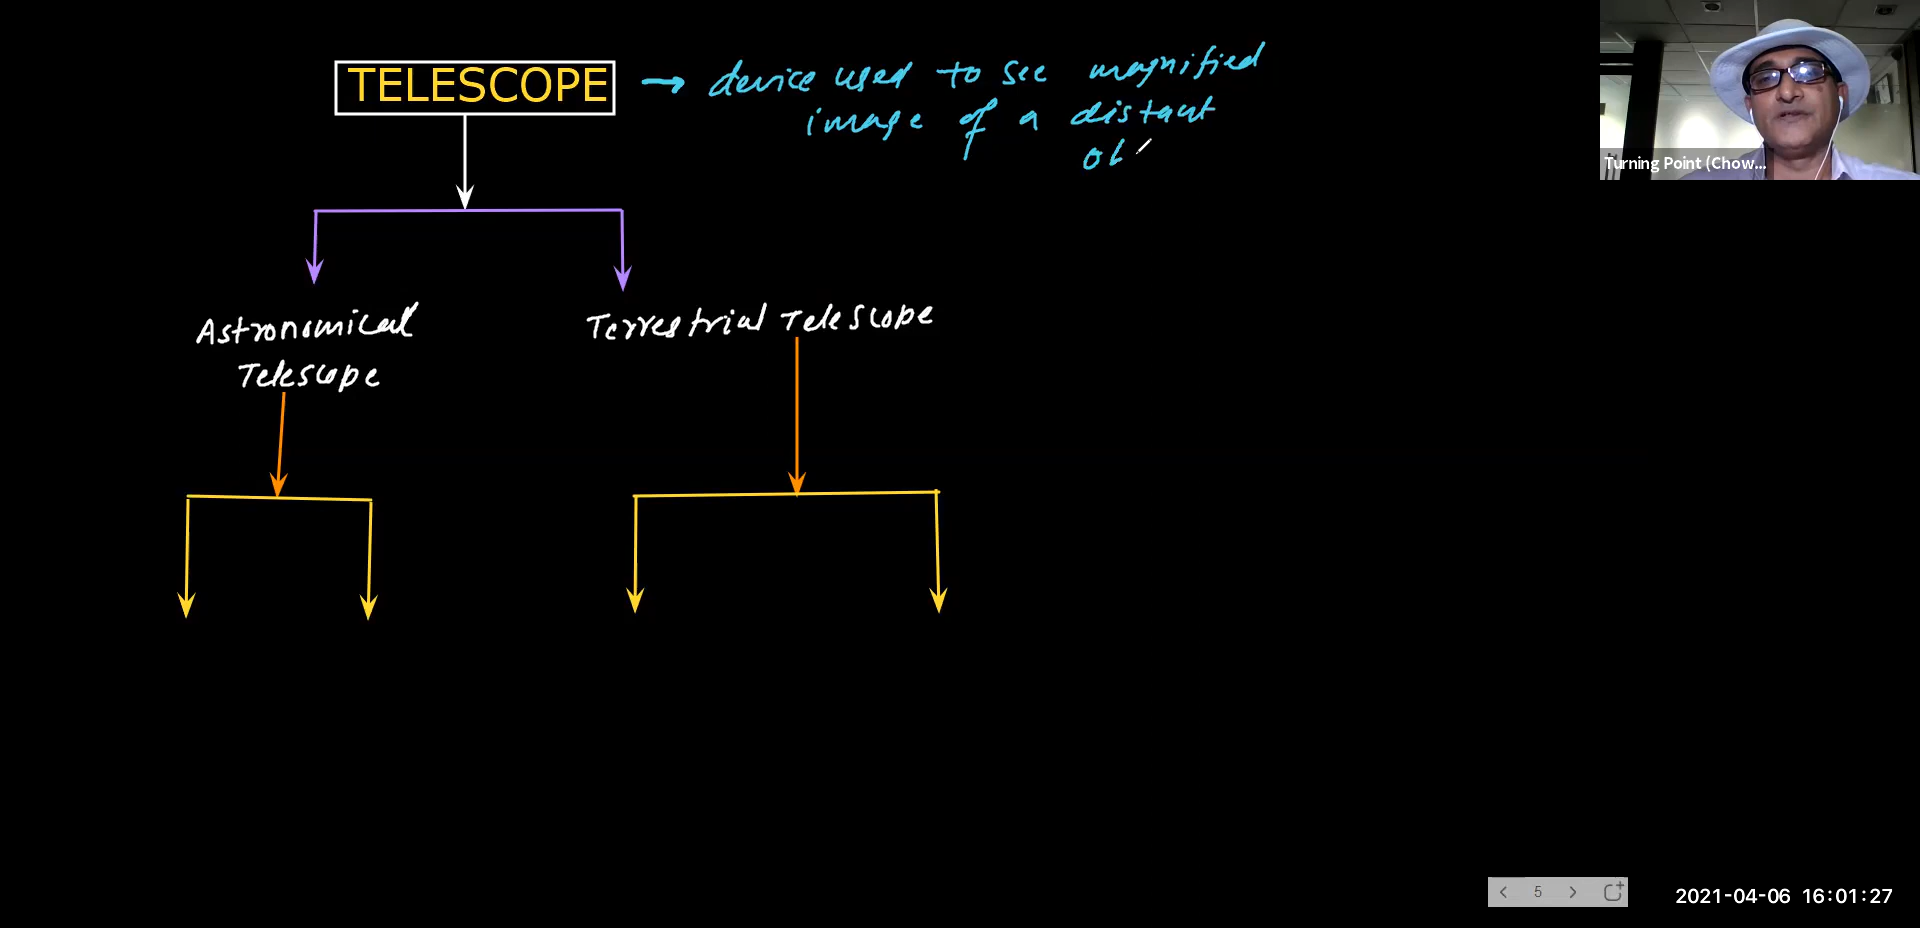 TELESCOPE → device used to see magnified
image of a distant
ob
Turning Point (Chow...
Astronomical
Telescope
Terrestrial Telescope
5
2021-04-06 16:01:27